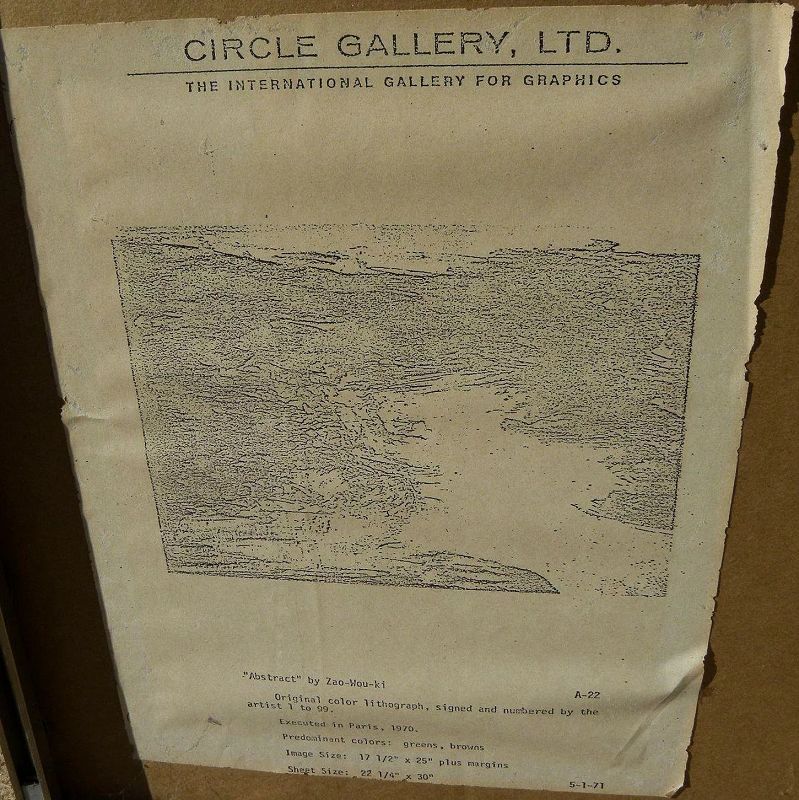 CIRCLE GALLERY, LTD.
THE INTERNATIONAL GALLERY FOR GRAPHICS
"Abstract" by Zao-Wou-ki
A-22
Original color lithograph, signed and numbered by the
artist 1 to 99.
Executed in Paris, 1970.
Predominant colors: greens, browns
Image Size: 17 1/2" x 25" plus margins
Sheet Size: 22 1/4" x 30"
5-1-71